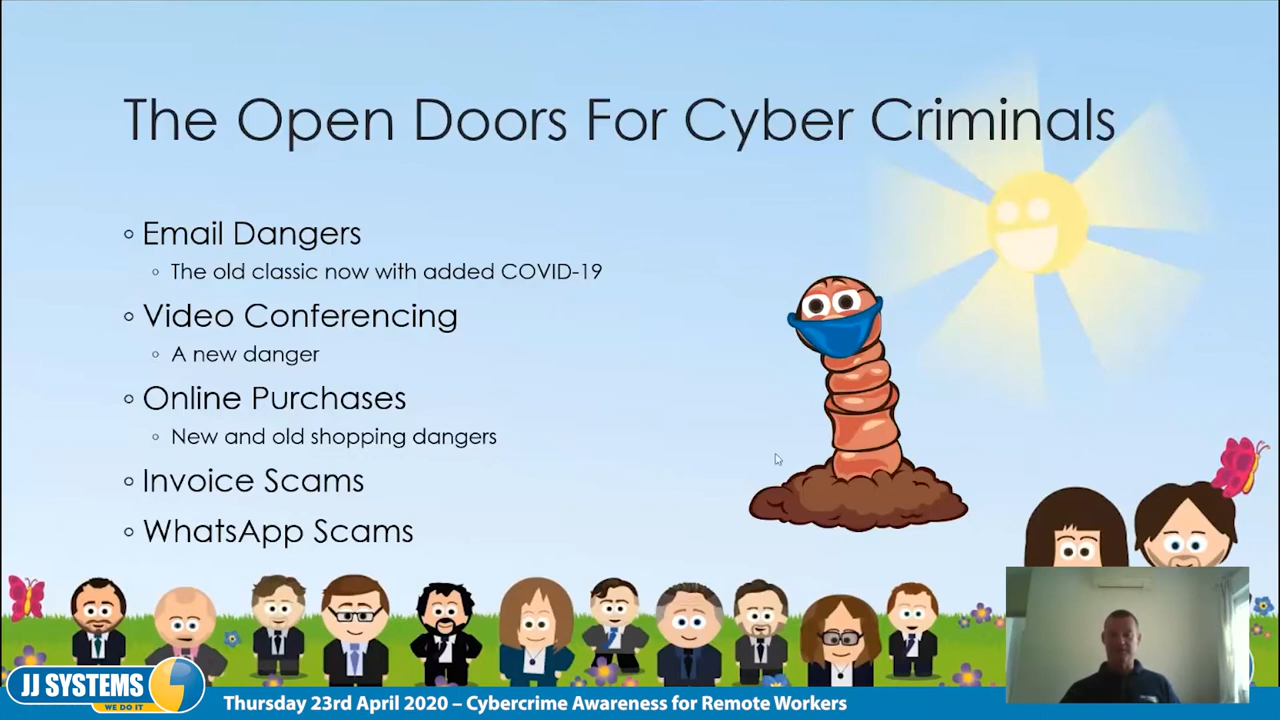 The Open Doors For Cyber Criminals
Email Dangers
The old classic now with added COVID-19
Video Conferencing
A new danger
Online Purchases
New and old shopping dangers
Invoice Scams
WhatsApp Scams
JJ SYSTEMS
WE DO IT
Thursday 23rd April 2020 – Cybercrime Awareness for Remote Workers